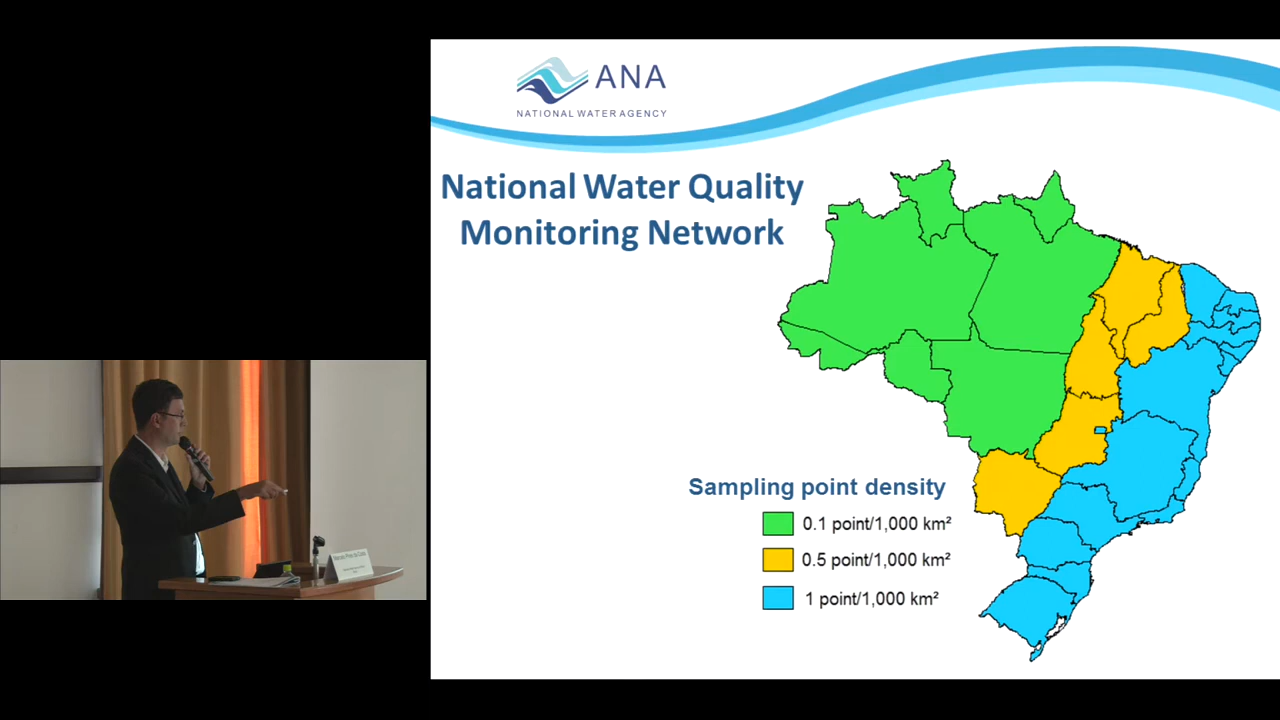 ANA
NATIONAL WATER AGENCY
National Water Quality
Monitoring Network
Sampling point density
0.1 point/1,000 km²
0.5 point/1,000 km²
1 point/1,000 km²